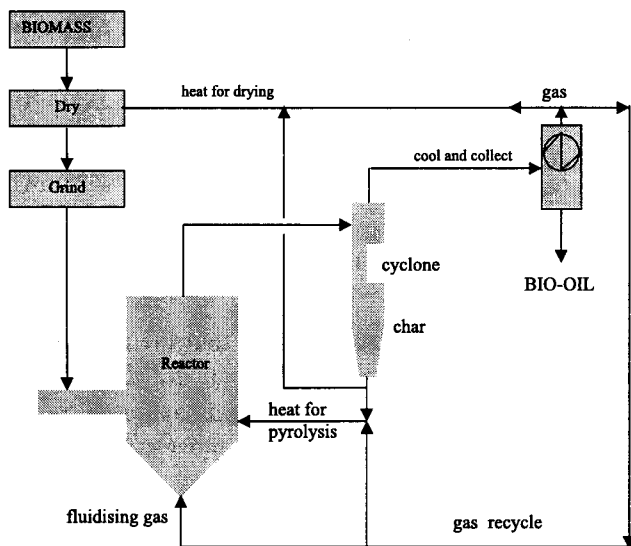 BIOMASS
heat for drying
gas
Dry
cool and collect
Grind
cyclone
BIO-OIL
char
Reactor
heat for
pyrolysis
fluidising gas
gas recycle